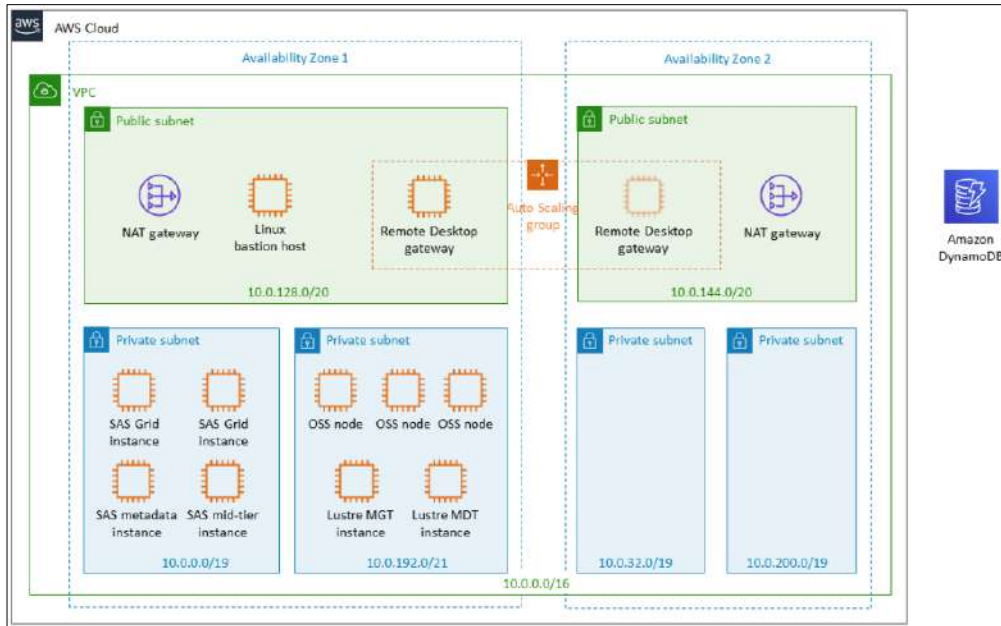 aws
AWS Cloud
Availability Zone 1
Availability Zone 2
VPC
Public subnet
Public subnet
NAT gateway
Linux
bastion host
Remote Desktop
gateway
Auto Scaling
group
Remote Desktop
gateway
NAT gateway
Amazon
DynamoDB
10.0.128.0/20
10.0.144.0/20
Private subnet
Private subnet
Private subnet
Private subnet
SAS Grid
instance
SAS Grid
instance
OSS node
OSS node
OSS node
SAS metadata
instance
SAS mid-tier
instance
Lustre MGT
instance
Lustre MDT
instance
10.0.0.0/19
10.0.192.0/21
10.0.32.0/19
10.0.200.0/19
10.0.0.0/16